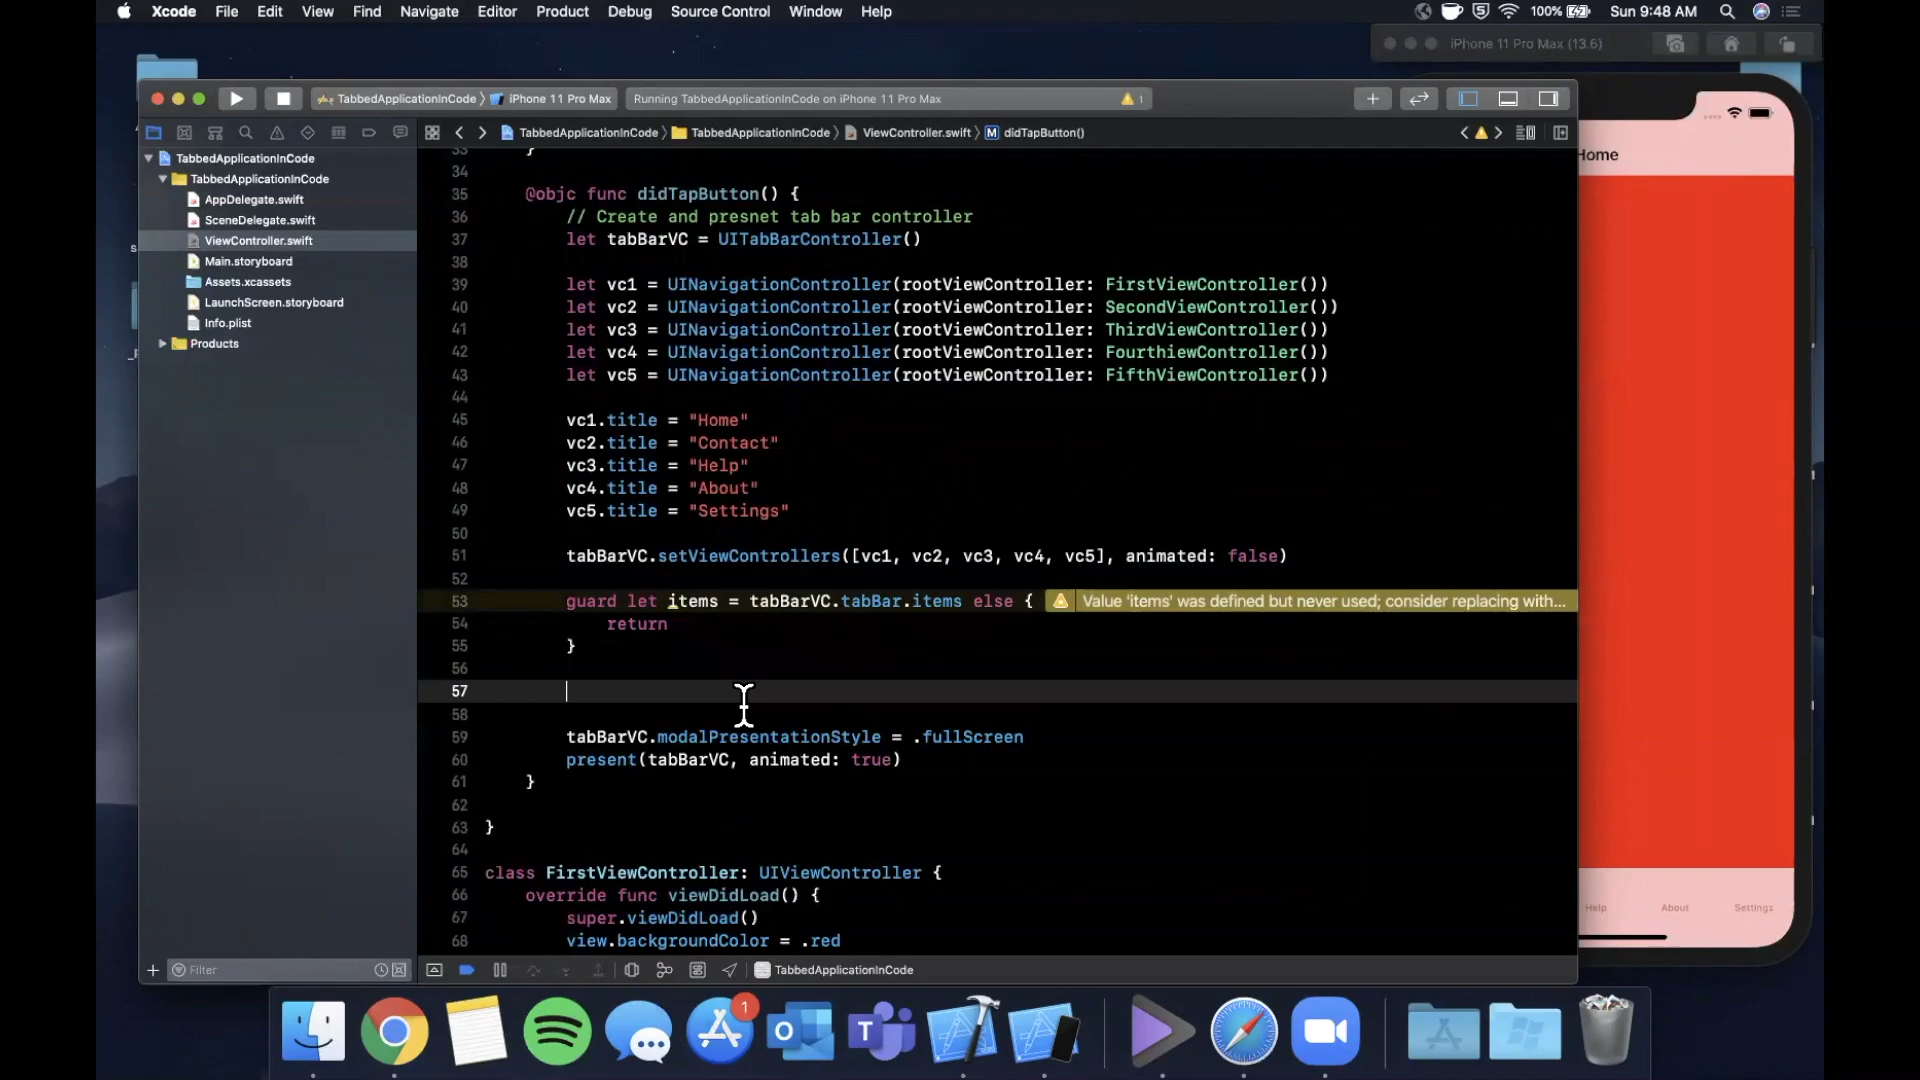 Xcode File Edit View Find Navigate Editor Product Debug Source Control Window Help 100% Sun 9:48 AM
iPhone 11 Pro Max (13.6)
TabbedApplicationInCode iPhone 11 Pro Max Running TabbedApplicationInCode on iPhone 11 Pro Max 1
TabbedApplicationInCode TabbedApplicationInCode ViewController.swift M didTapButton()
TabbedApplicationInCode
TabbedApplicationInCode
AppDelegate.swift
SceneDelegate.swift
ViewController.swift
Main.storyboard
Assets.xcassets
LaunchScreen.storyboard
Info.plist
Products
33 }
34
35 @objc func didTapButton() {
36 // Create and presnet tab bar controller
37 let tabBarVC = UITabBarController()
38
39 let vc1 = UINavigationController(rootViewController: FirstViewController())
40 let vc2 = UINavigationController(rootViewController: SecondViewController())
41 let vc3 = UINavigationController(rootViewController: ThirdViewController())
42 let vc4 = UINavigationController(rootViewController: FourthiewController())
43 let vc5 = UINavigationController(rootViewController: FifthViewController())
44
45 vc1.title = "Home"
46 vc2.title = "Contact"
47 vc3.title = "Help"
48 vc4.title = "About"
49 vc5.title = "Settings"
50
51 tabBarVC.setViewControllers([vc1, vc2, vc3, vc4, vc5], animated: false)
52
53 guard let items = tabBarVC.tabBar.items else { Value 'items' was defined but never used; consider replacing with...
54 return
55 }
56
57
58
59 tabBarVC.modalPresentationStyle = .fullScreen
60 present(tabBarVC, animated: true)
61 }
62
63 }
64
65 class FirstViewController: UIViewController {
66 override func viewDidLoad() {
67 super.viewDidLoad()
68 view.backgroundColor = .red
Filter
TabbedApplicationInCode
Home
Help About Settings
1